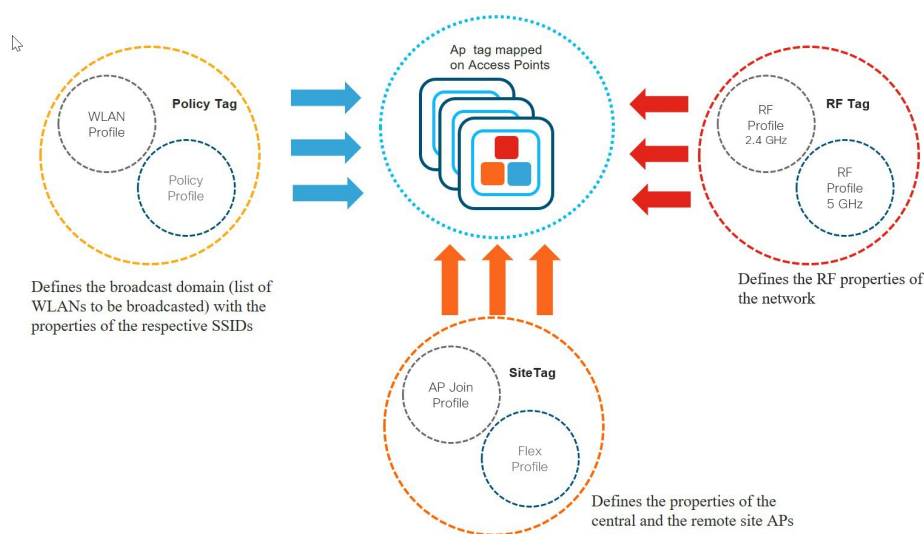 Ap tag mapped
on Access Points
Policy Tag
WLAN
Profile
Policy
Profile
Defines the broadcast domain (list of
WLANs to be broadcasted) with the
properties of the respective SSIDs
RF Tag
RF
Profile
2.4 GHz
RF
Profile
5 GHz
Defines the RF properties of
the network
SiteTag
AP Join
Profile
Flex
Profile
Defines the properties of the
central and the remote site APs